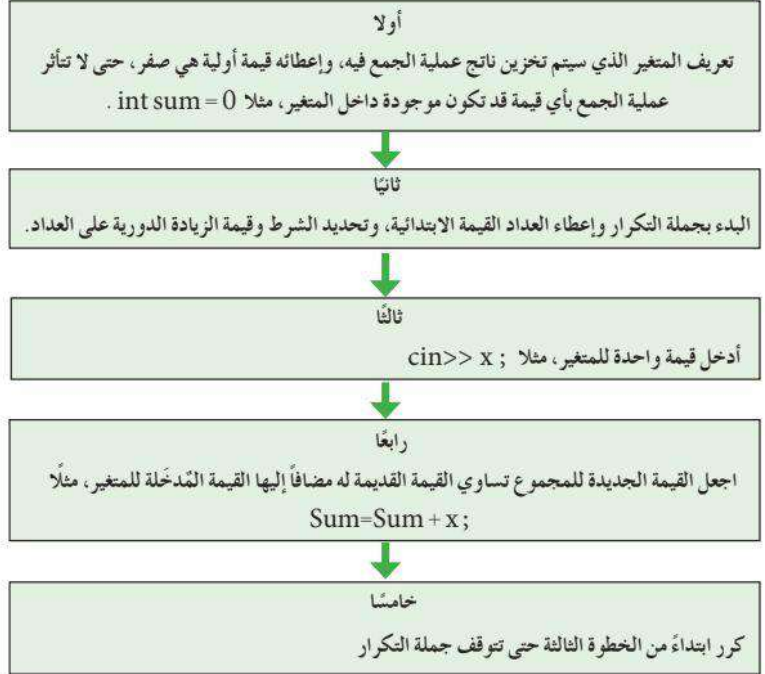 أولا
تعريف المتغير الذي سيتم تخزين ناتج عملية الجمع فيه، وإعطائه قيمة أولية هي صفر، حتى لا تتأثر
عملية الجمع بأي قيمة قد تكون موجودة داخل المتغير، مثلا int sum = 0 .
ثانيًا
البدء بجملة التكرار وإعطاء العداد القيمة الابتدائية، وتحديد الشرط وقيمة الزيادة الدورية على العداد.
ثالثًا
أدخل قيمة واحدة للمتغير، مثلا cin>> x ;
رابعًا
اجعل القيمة الجديدة للمجموع تساوي القيمة القديمة له مضافاً إليها القيمة المٌدخَلة للمتغير، مثلًا
Sum=Sum + x ;
خامسًا
كرر ابتداءً من الخطوة الثالثة حتى تتوقف جملة التكرار